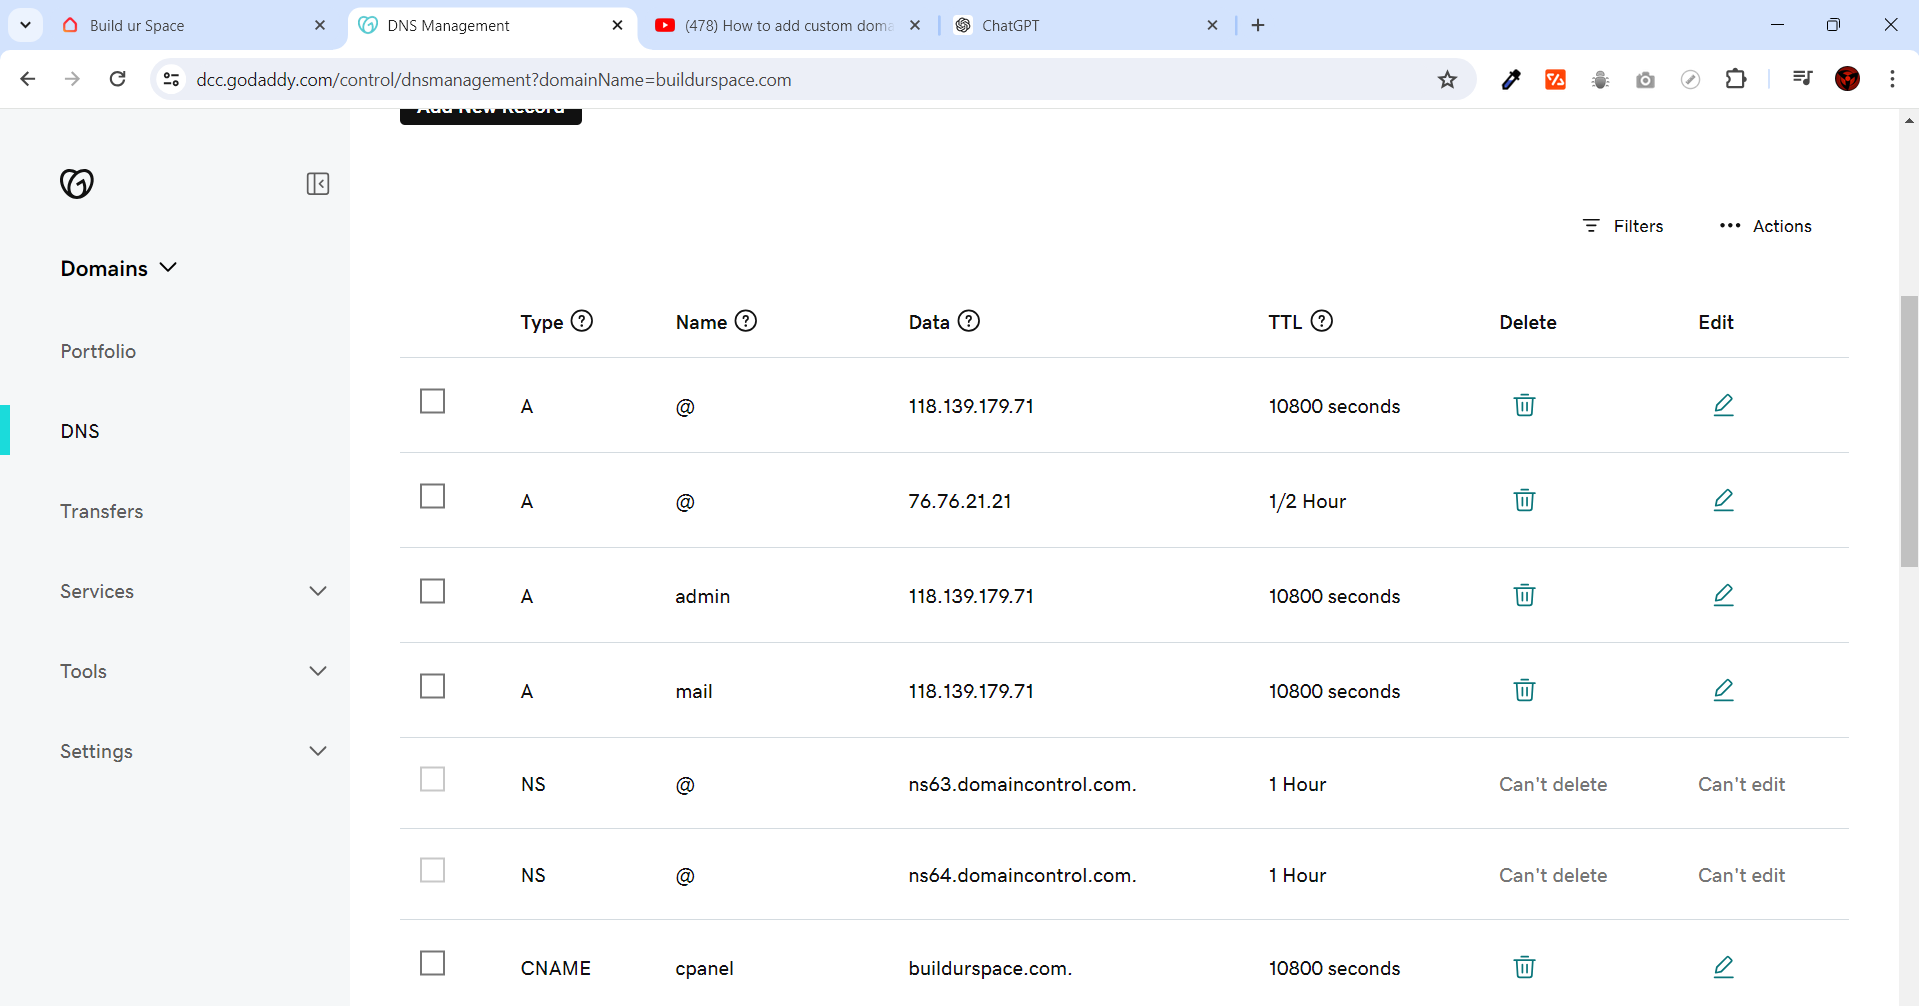 Build ur Space
DNS Management
(478) How to add custom doma
ChatGPT
dcc.godaddy.com/control/dnsmanagement?domainName=buildurspace.com
Add New Record
Domains
Portfolio
DNS
Transfers
Services
Tools
Settings
Filters
Actions
Type Name Data TTL Delete Edit
A @ 118.139.179.71 10800 seconds
A @ 76.76.21.21 1/2 Hour
A admin 118.139.179.71 10800 seconds
A mail 118.139.179.71 10800 seconds
NS @ ns63.domaincontrol.com. 1 Hour Can't delete Can't edit
NS @ ns64.domaincontrol.com. 1 Hour Can't delete Can't edit
CNAME cpanel buildurspace.com. 10800 seconds